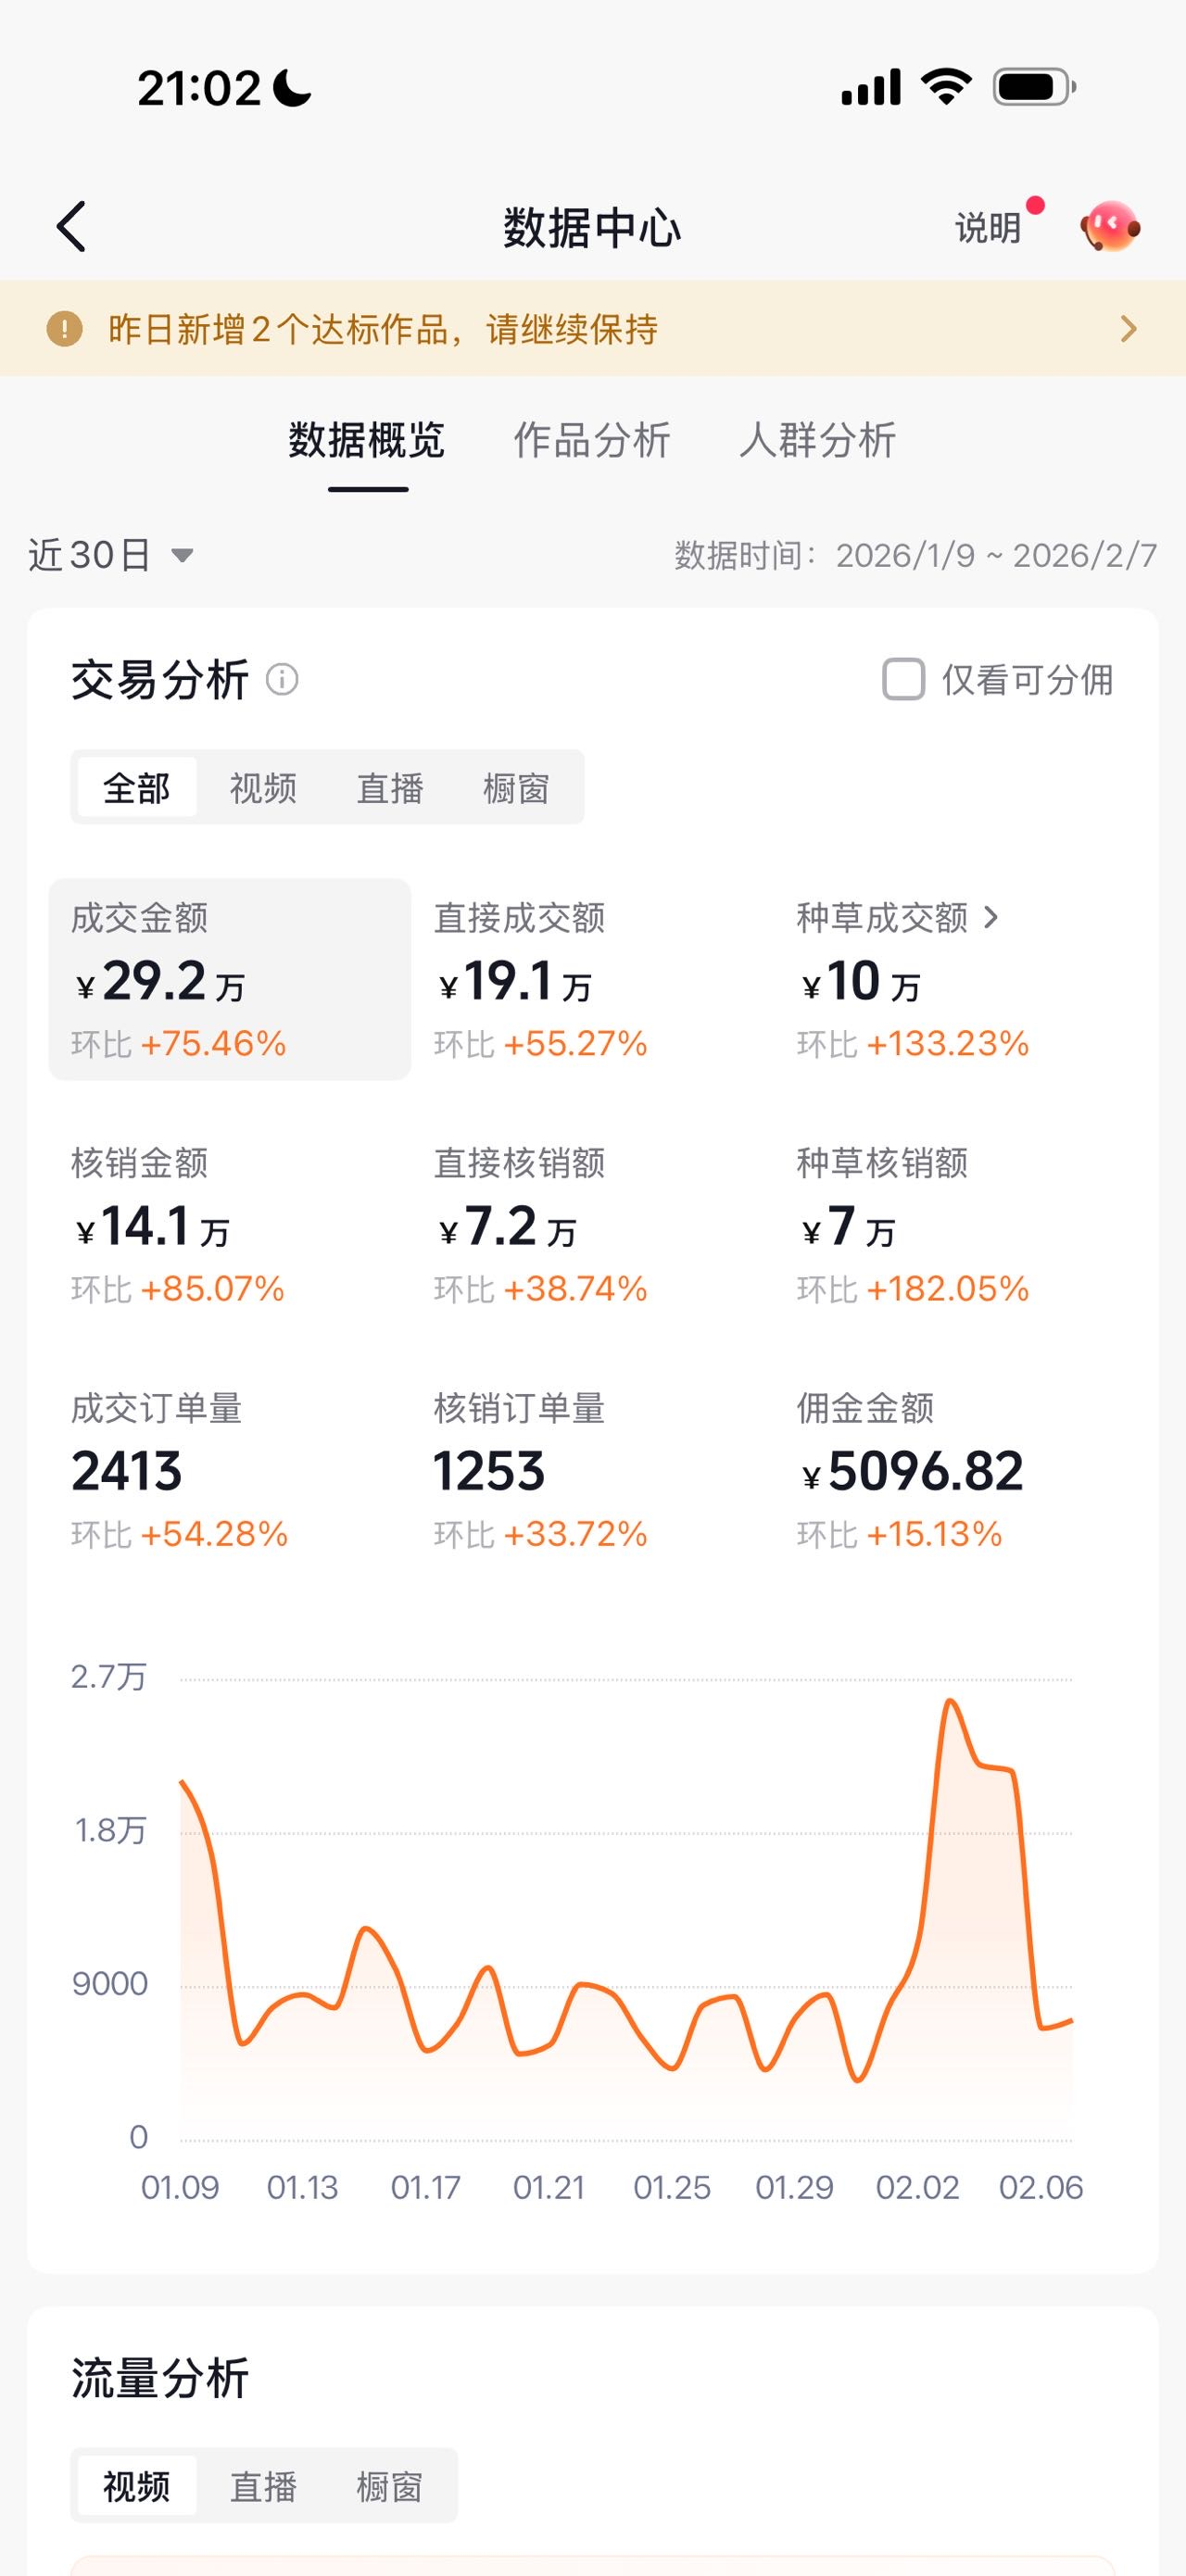 21:02
数据中心 说明
昨日新增2个达标作品，请继续保持
数据概览 作品分析 人群分析
近30日 数据时间：2026/1/9 ~ 2026/2/7
交易分析 仅看可分佣
全部 视频 直播 橱窗
成交金额 直接成交额 种草成交额
¥29.2万 ¥19.1万 ¥10万
环比 +75.46% 环比 +55.27% 环比 +133.23%
核销金额 直接核销额 种草核销额
¥14.1万 ¥7.2万 ¥7万
环比 +85.07% 环比 +38.74% 环比 +182.05%
成交订单量 核销订单量 佣金金额
2413 1253 ¥5096.82
环比 +54.28% 环比 +33.72% 环比 +15.13%
2.7万
1.8万
9000
0
01.09 01.13 01.17 01.21 01.25 01.29 02.02 02.06
流量分析
视频 直播 橱窗